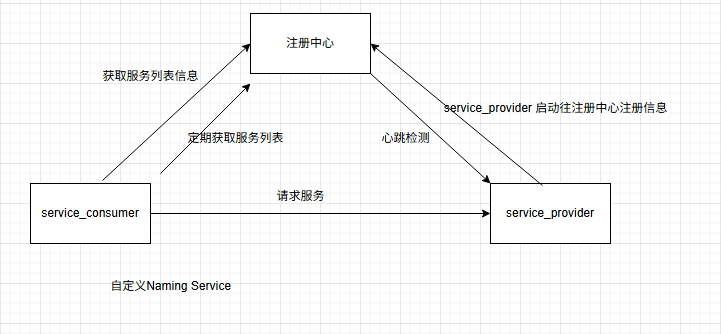 注册中心
获取服务列表信息
service_provider 启动往注册中心注册信息
定期获取服务列表
心跳检测
请求服务
service_consumer
service_provider
自定义Naming Service